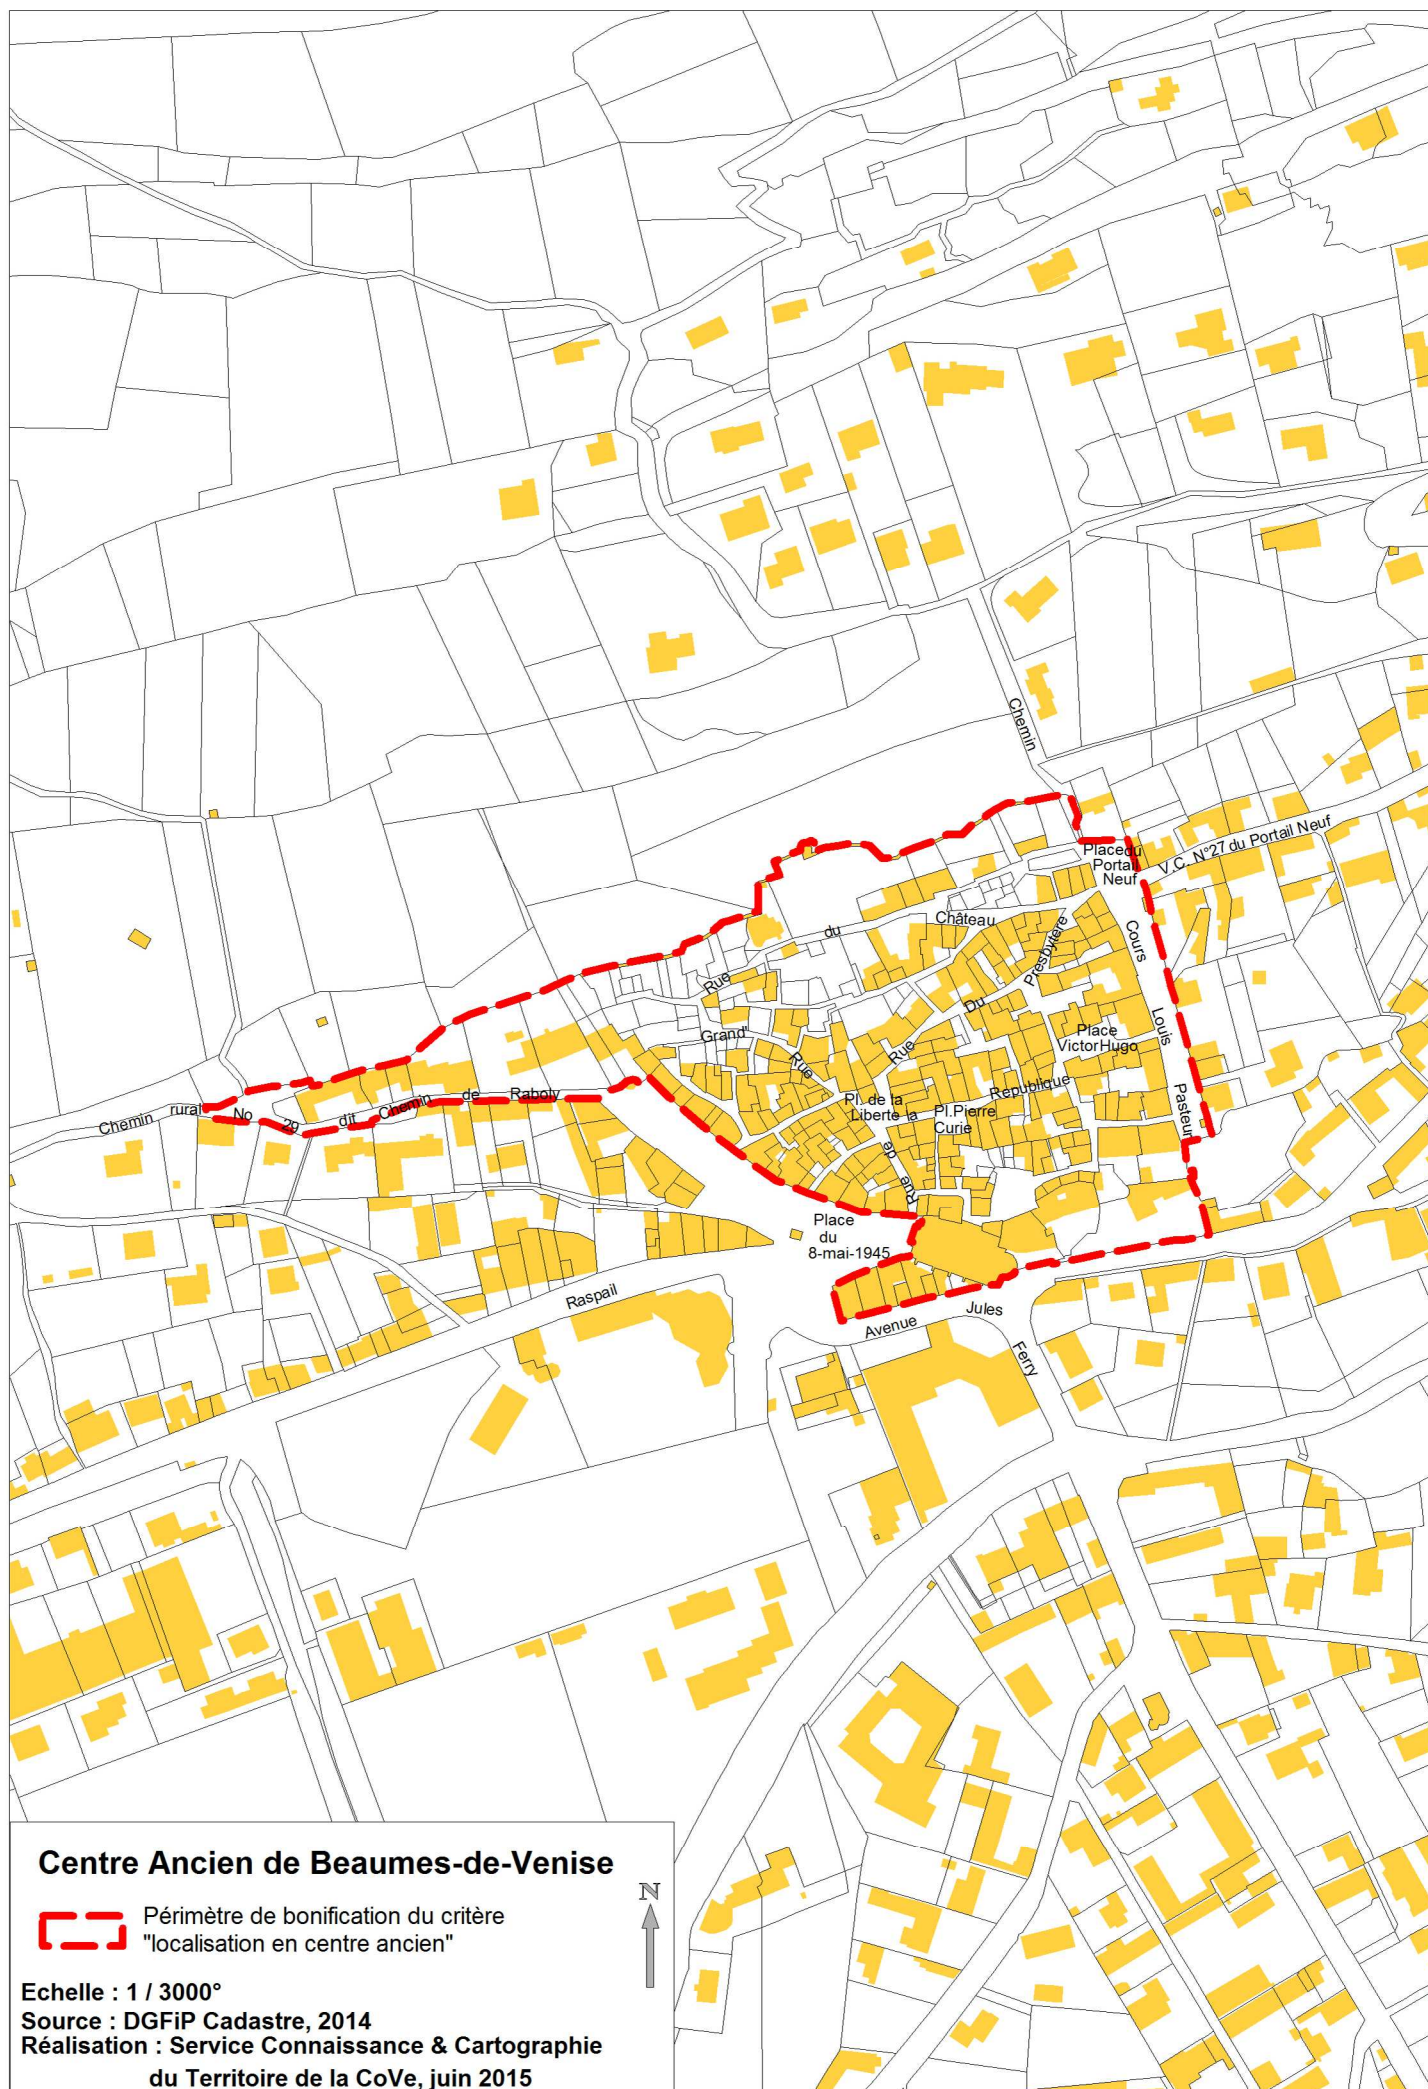 Chemin
Place du
Portail
Neuf
V.C. N°27 du Portail Neuf
Château
du
Rue
Presbytère
Du
Rue
Cours
Louis
Pasteur
Place
Victor Hugo
Grand'
Rue
Republique
Pl. de la
Liberte
la
Pl.Pierre
Curie
de
Rue
Chemin rural No 29 dit Chemin de Raboly
Place
du
8-mai-1945
Raspail
Avenue Jules Ferry
Centre Ancien de Beaumes-de-Venise
N
Périmètre de bonification du critère
"localisation en centre ancien"
Echelle : 1 / 3000°
Source : DGFiP Cadastre, 2014
Réalisation : Service Connaissance & Cartographie
du Territoire de la CoVe, juin 2015